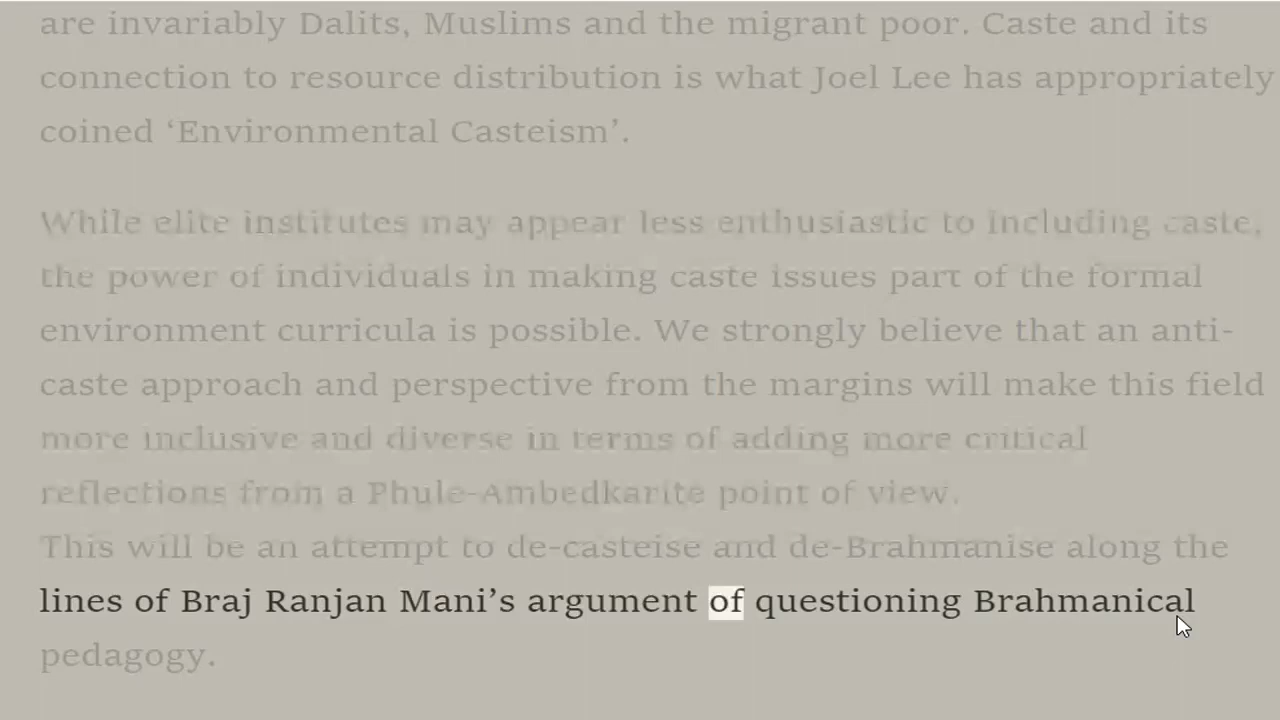 are invariably Dalits, Muslims and the migrant poor. Caste and its
connection to resource distribution is what Joel Lee has appropriately
coined ‘Environmental Casteism’.
While elite institutes may appear less enthusiastic to including caste,
the power of individuals in making caste issues part of the formal
environment curricula is possible. We strongly believe that an anti-
caste approach and perspective from the margins will make this field
more inclusive and diverse in terms of adding more critical
reflections from a Phule-Ambedkarite point of view.
This will be an attempt to de-casteise and de-Brahmanise along the
lines of Braj Ranjan Mani’s argument of questioning Brahmanical
pedagogy.